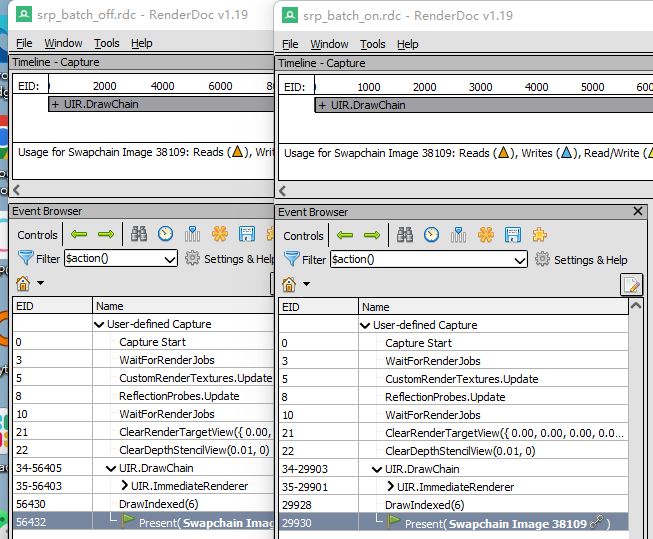 srp_batch_off.rdc - RenderDoc v1.19
File Window Tools Help
Timeline - Capture
EID: 0 2000 4000 6000 8
+ UIR.DrawChain
Usage for Swapchain Image 38109: Reads ( ), Writ
Event Browser
Controls
Filter $action() Settings & Help
EID Name
User-defined Capture
0 Capture Start
3 WaitForRenderJobs
5 CustomRenderTextures.Update
8 ReflectionProbes.Update
10 WaitForRenderJobs
21 ClearRenderTargetView({ 0.00,
22 ClearDepthStencilView(0.01, 0)
34-56405 UIR.DrawChain
35-56403 UIR.ImmediateRenderer
56430 DrawIndexed(6)
56432 Present( Swapchain Imag
srp_batch_on.rdc - RenderDoc v1.19
File Window Tools Help
Timeline - Capture
EID: 0 1000 2000 3000 4000 5000 600
+ UIR.DrawChain
Usage for Swapchain Image 38109: Reads ( ), Writes ( ), Read/Write (
Event Browser
Controls
Filter $action() Settings & Help
EID Name
User-defined Capture
0 Capture Start
3 WaitForRenderJobs
5 CustomRenderTextures.Update
8 ReflectionProbes.Update
10 WaitForRenderJobs
21 ClearRenderTargetView({ 0.00, 0.00, 0.00, 0.0...
22 ClearDepthStencilView(0.01, 0)
34-29903 UIR.DrawChain
35-29901 UIR.ImmediateRenderer
29928 DrawIndexed(6)
29930 Present( Swapchain Image 38109 )